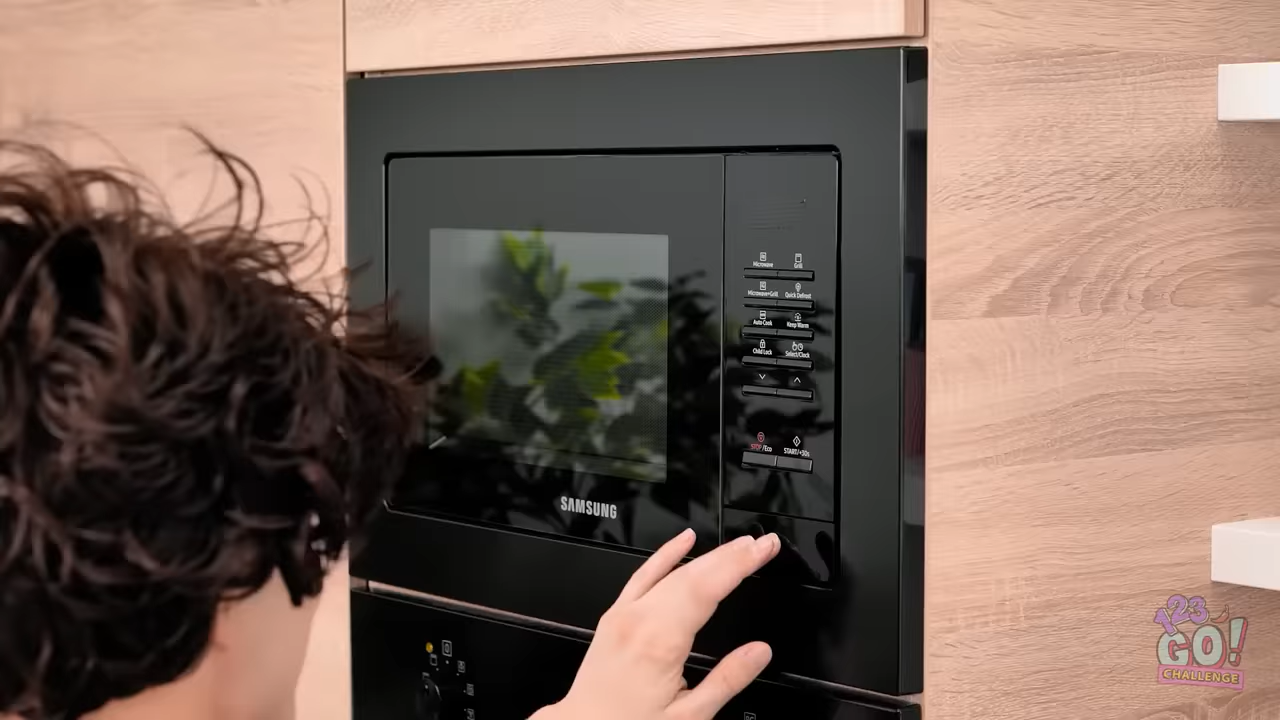 Microwave Grill
Microwave+Grill Quick Defrost
Auto Cook Keep Warm
Child Lock Select/Clock
STOP/Eco START/+30s
SAMSUNG
123
GO!
CHALLENGE